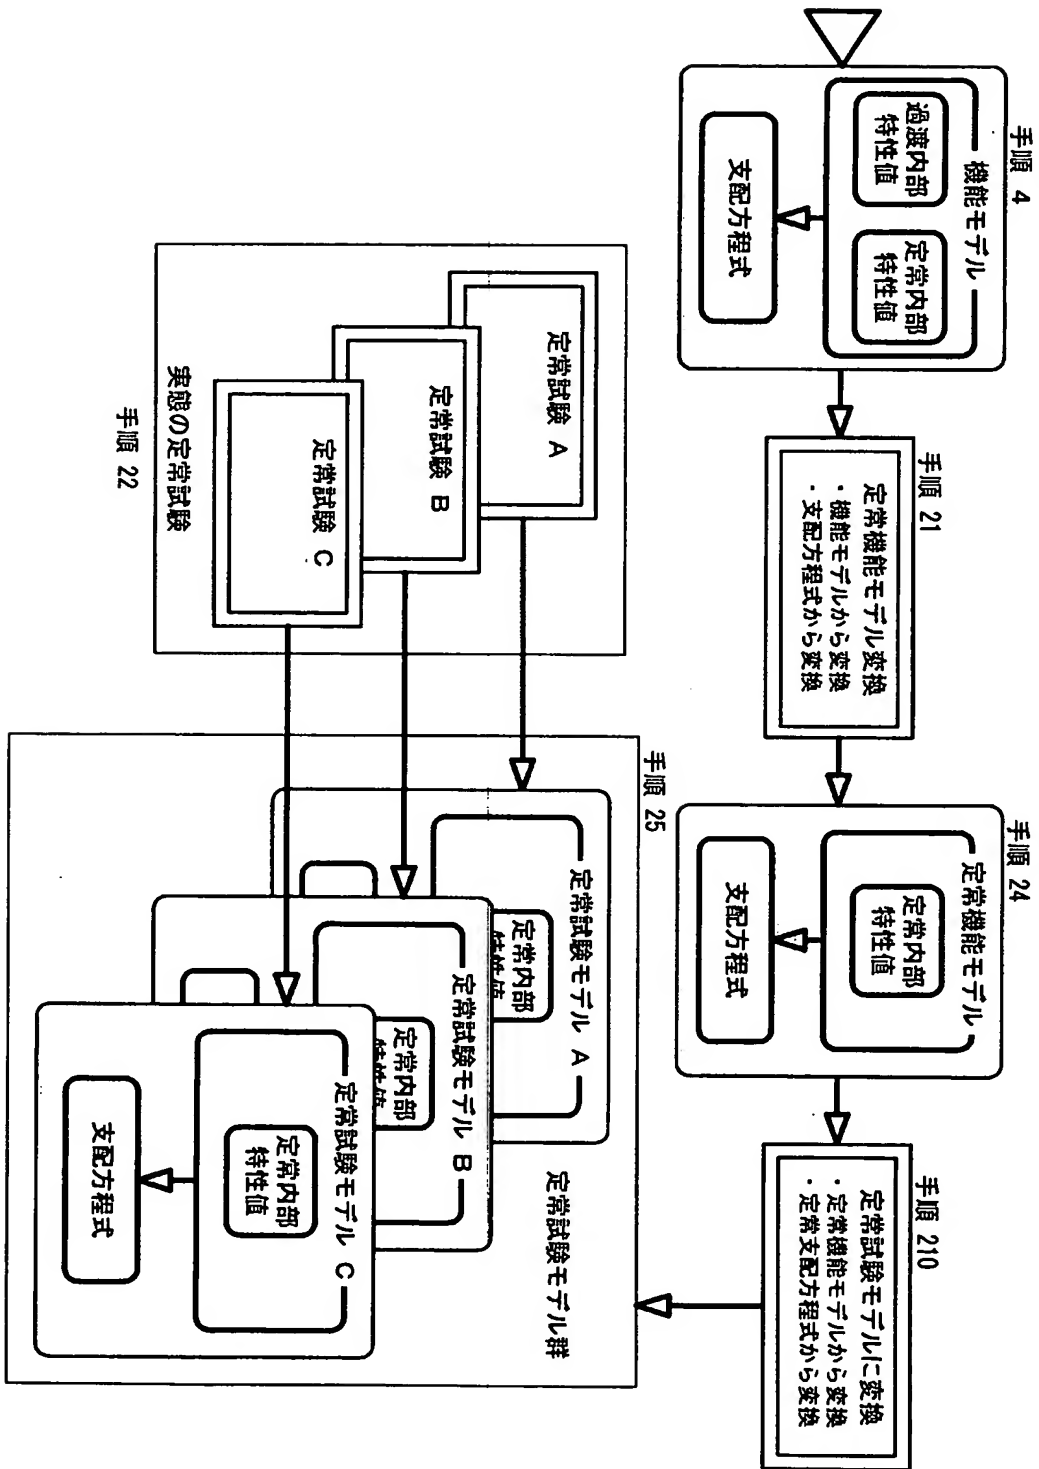 手順 4
機能モデル
過渡内部
特性値
定常内部
特性値
支配方程式
手順 21
定常機能モデル変換
・機能モデルから変換
・支配方程式から変換
手順 24
定常機能モデル
定常内部
特性値
支配方程式
手順 210
定常試験モデルに変換
・定常機能モデルから変換
・定常支配方程式から変換
定常試験 A
定常試験 B
定常試験 C
実態の定常試験
手順 22
手順 25
定常試験モデル群
定常試験モデル A
定常内部
特性値
定常試験モデル B
定常内部
特性値
定常試験モデル C
定常内部
特性値
支配方程式